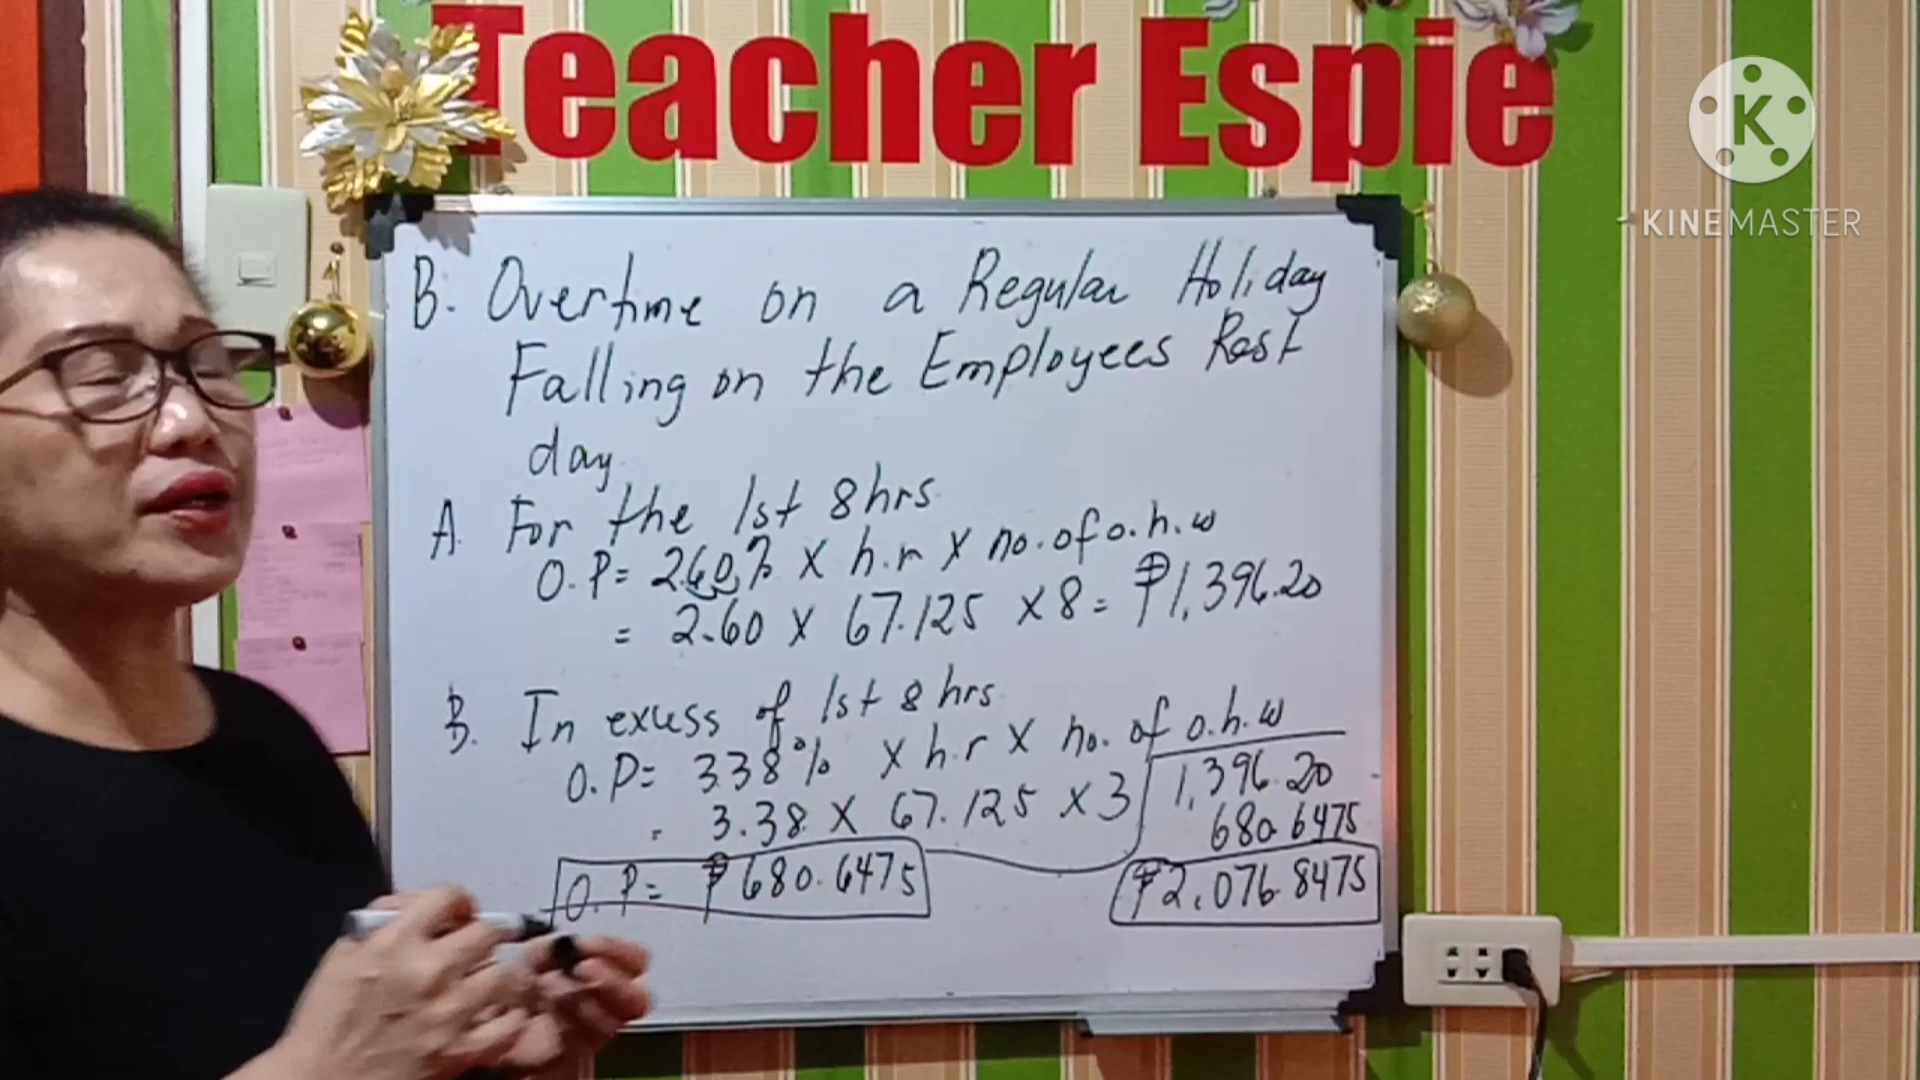 Teacher Espie
K
KINEMASTER
B. Overtime on a Regular Holiday
Falling on the Employees Rest
day
A. For the 1st 8 hrs
O.P = 260% x h.r x no. of o.h.w
= 2.60 x 67.125 x 8 = ₱1,396.20
B. In excess of 1st 8 hrs
O.P = 338% x h.r x no. of o.h.w
= 3.38 x 67.125 x 3
O.P = ₱680.6475
1,396.20
680.6475
₱2,076.8475